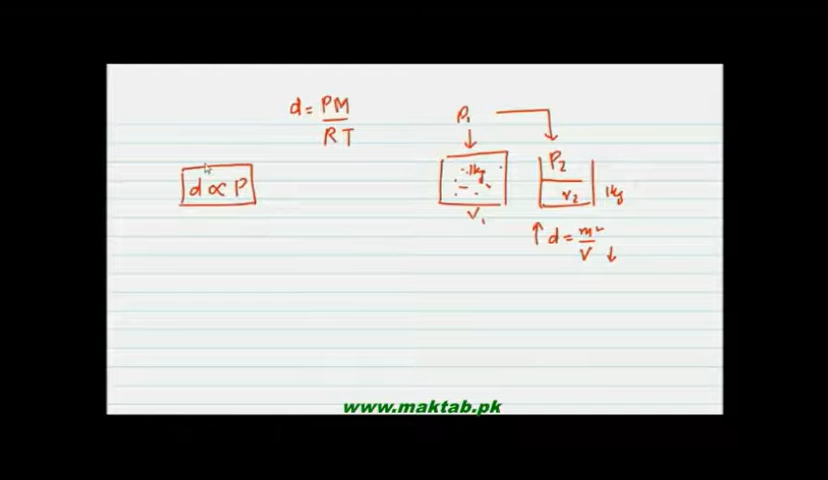 d = PM
RT
d ∝ P
P₁
1kg
V₁
P₂
V₂
1kg
↑ d = m
V ↓
www.maktab.pk